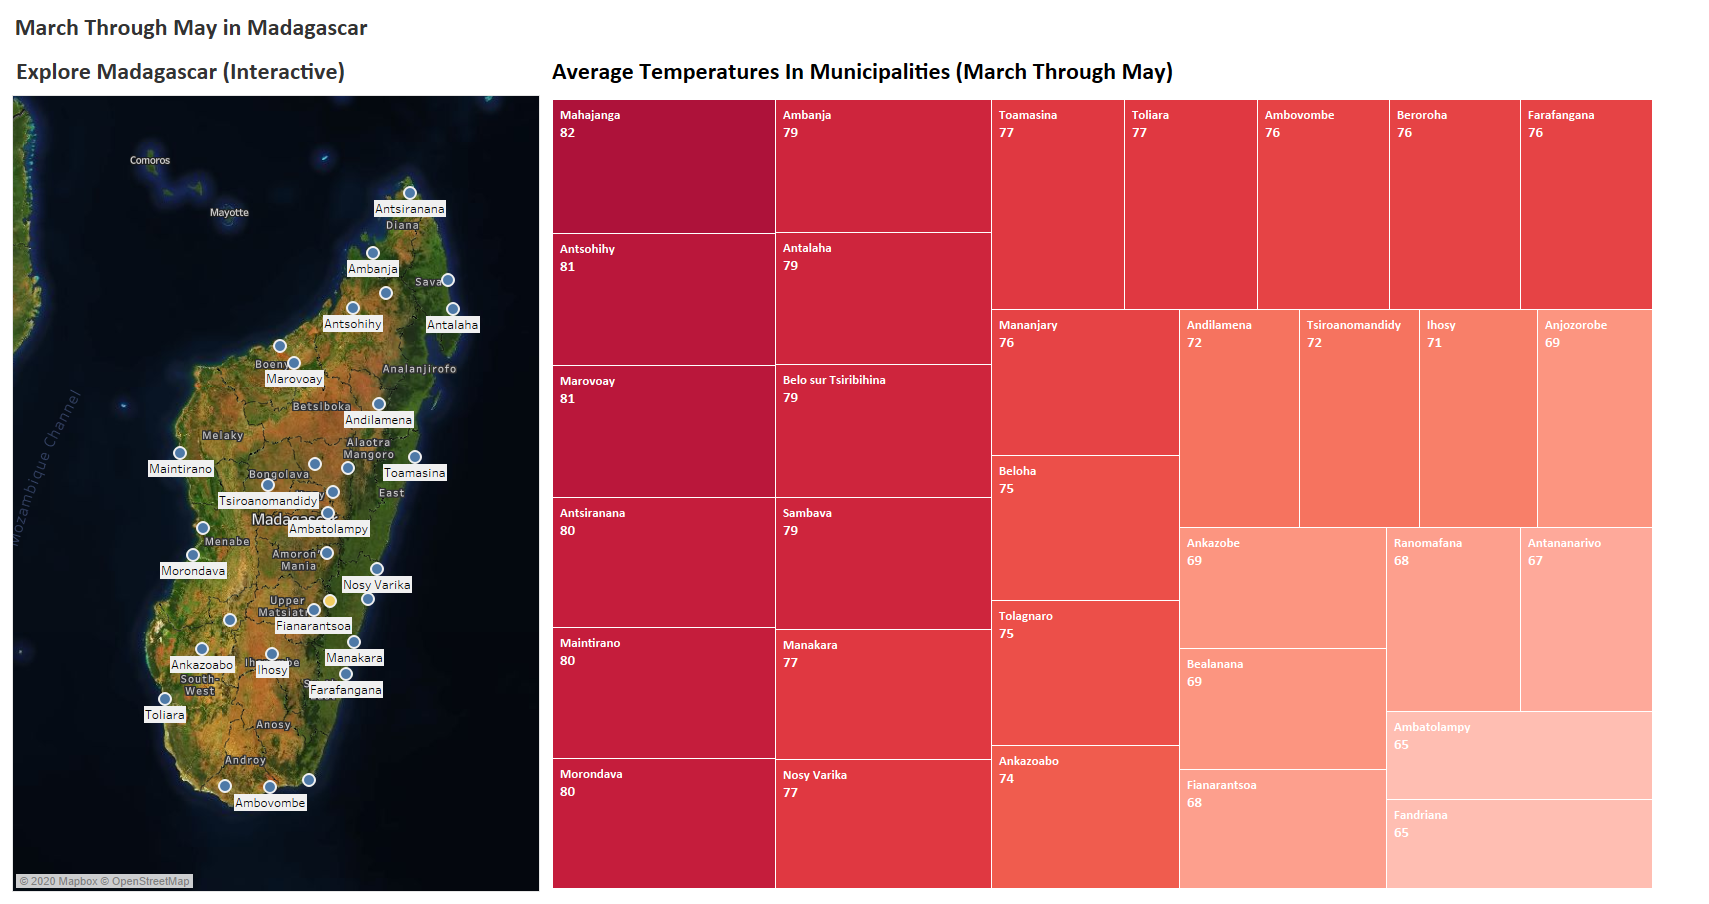 March Through May in Madagascar
Explore Madagascar (Interactive)
Comoros
Mayotte
Antsiranana
Diana
Ambanja
Sava
Antsohihy
Antalaha
Boeny
Marovoay
Analanjirofo
Betsiboka
Andilamena
Melaky
Alaotra
Mangoro
Maintirano
Bongolava
Toamasina
Mozambique Channel
Tsiroanomandidy
East
Madagascar
Ambatolampy
Menabe
Amoron'
Mania
Morondava
Nosy Varika
Upper
Matsiat
Fianarantsoa
Manakara
Ankazoabo
Ihosy
South-
West
Farafangana
Toliara
Anosy
Androy
Ambovombe
© 2020 Mapbox © OpenStreetMap
Average Temperatures In Municipalities (March Through May)
Mahajanga
82
Antsohihy
81
Marovoay
81
Antsiranana
80
Maintirano
80
Morondava
80
Ambanja
79
Antalaha
79
Belo sur Tsiribihina
79
Sambava
79
Manakara
77
Nosy Varika
77
Toamasina
77
Toliara
77
Ambovombe
76
Beroroha
76
Farafangana
76
Mananjary
76
Beloha
75
Tolagnaro
75
Ankazoabo
74
Andilamena
72
Tsiroanomandidy
72
Ihosy
71
Anjozorobe
69
Ankazobe
69
Bealanana
69
Fianarantsoa
68
Ranomafana
68
Antananarivo
67
Ambatolampy
65
Fandriana
65